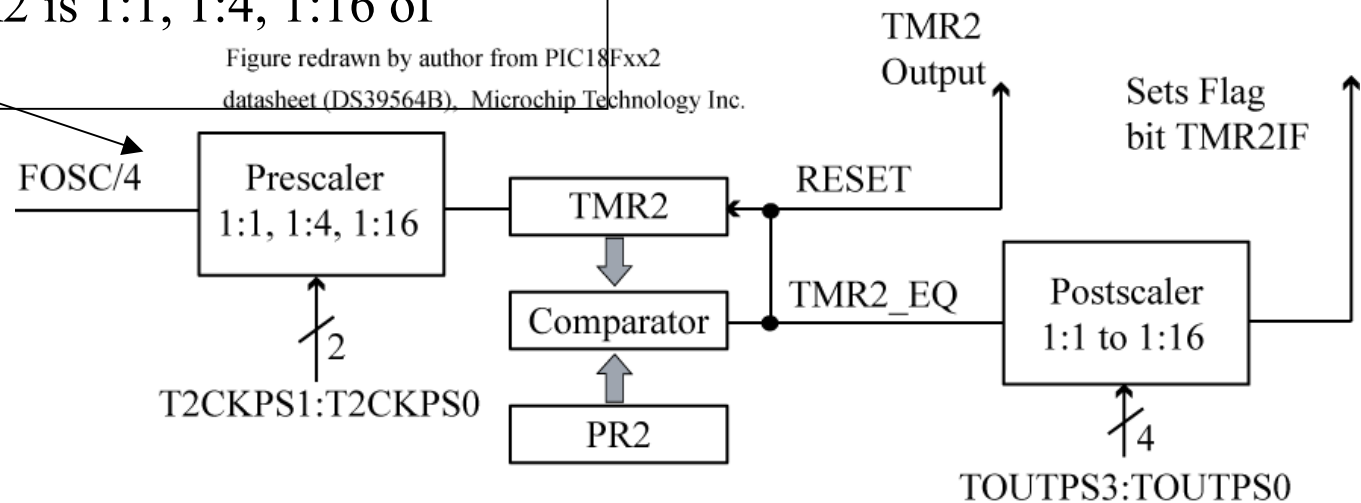 2 is 1:1, 1:4, 1:16 of
Figure redrawn by author from PIC18Fxx2
datasheet (DS39564B), Microchip Technology Inc.
TMR2
Output
Sets Flag
bit TMR2IF
FOSC/4
Prescaler
1:1, 1:4, 1:16
TMR2
RESET
Comparator
TMR2_EQ
Postscaler
1:1 to 1:16
2
T2CKPS1:T2CKPS0
PR2
4
TOUTPS3:TOUTPS0